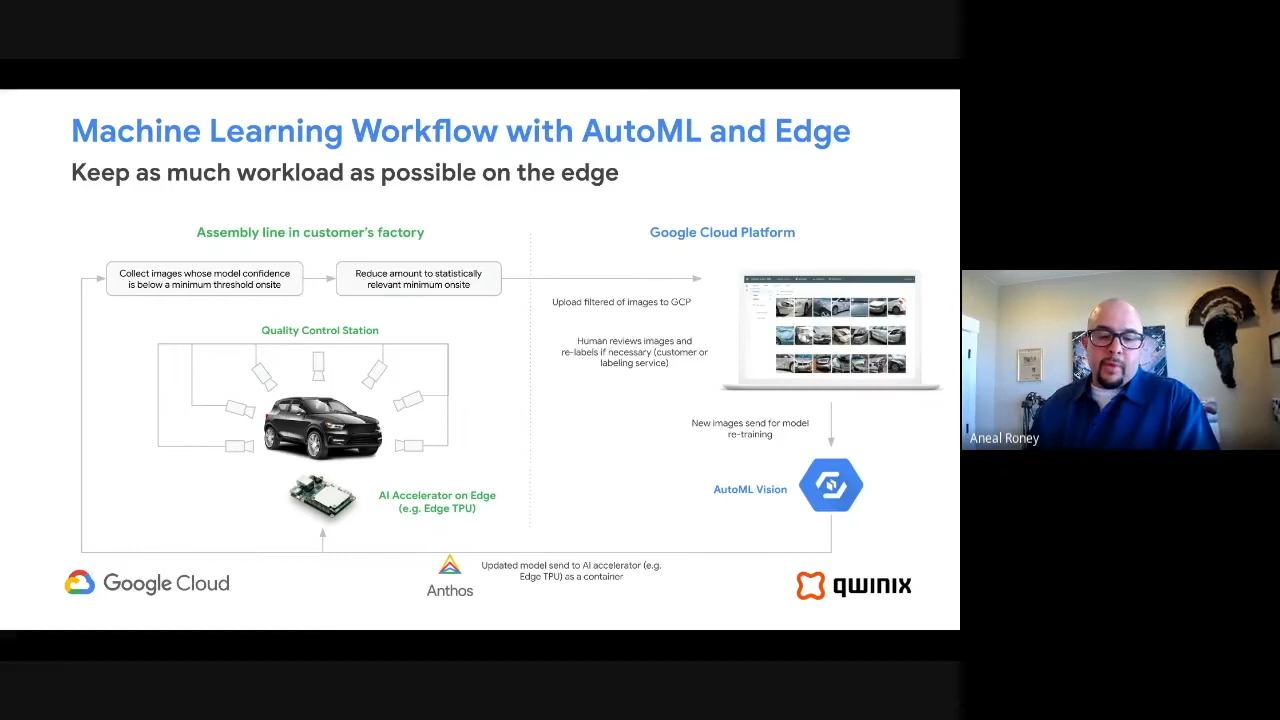 Machine Learning Workflow with AutoML and Edge
Keep as much workload as possible on the edge
Assembly line in customer's factory
Google Cloud Platform
Collect images whose model confidence
is below a minimum threshold onsite
Reduce amount to statistically
relevant minimum onsite
Upload filtered of images to GCP
Quality Control Station
Human reviews images and
re-labels if necessary (customer or
labeling service)
New images send for model
re-training
AutoML Vision
AI Accelerator on Edge
(e.g. Edge TPU)
Updated model send to AI accelerator (e.g.
Edge TPU) as a container
Anthos
Google Cloud
qwinix
Aneal Roney